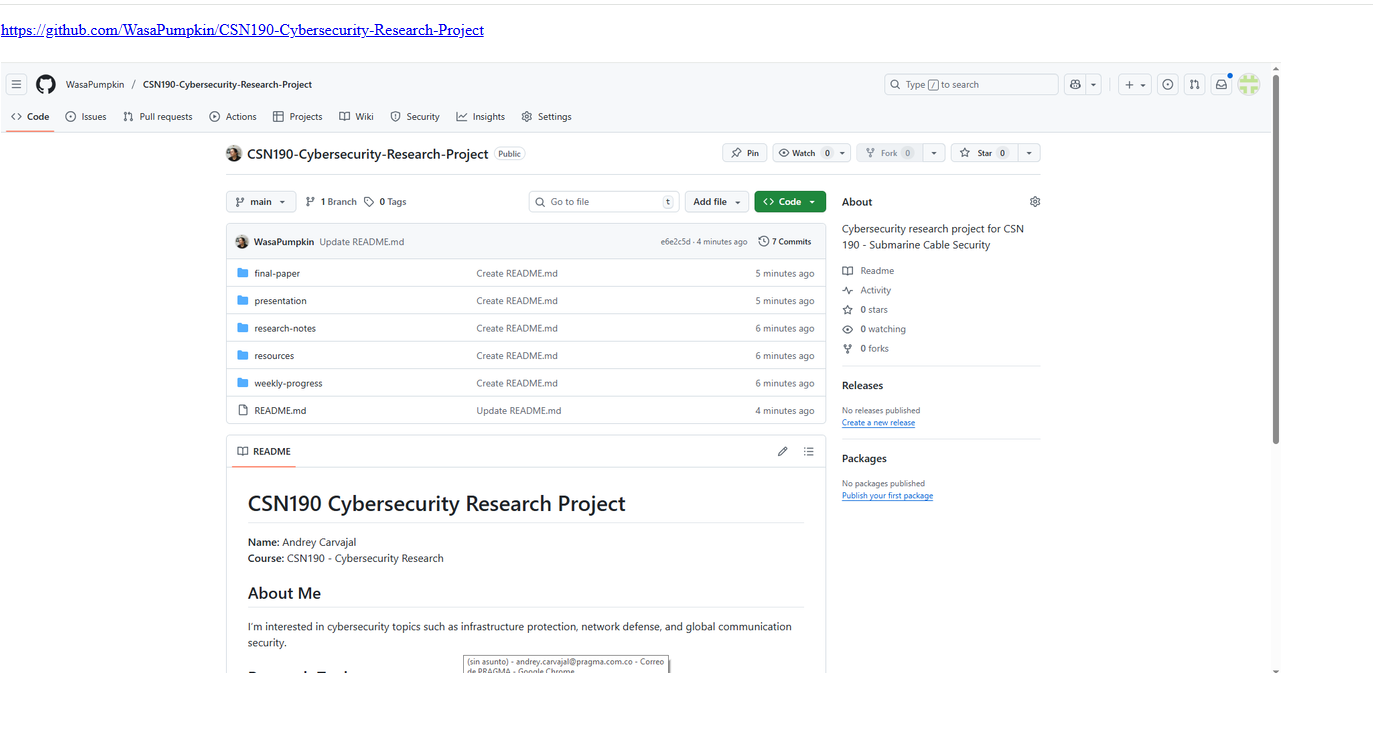 https://github.com/WasaPumpkin/CSN190-Cybersecurity-Research-Project
WasaPumpkin / CSN190-Cybersecurity-Research-Project
Type / to search
Code Issues Pull requests Actions Projects Wiki Security Insights Settings
CSN190-Cybersecurity-Research-Project Public
Pin Watch 0 Fork 0 Star 0
main 1 Branch 0 Tags
Go to file t Add file Code
WasaPumpkin Update README.md e6e2c5d · 4 minutes ago 7 Commits
final-paper Create README.md 5 minutes ago
presentation Create README.md 5 minutes ago
research-notes Create README.md 6 minutes ago
resources Create README.md 6 minutes ago
weekly-progress Create README.md 6 minutes ago
README.md Update README.md 4 minutes ago
README
CSN190 Cybersecurity Research Project
Name: Andrey Carvajal
Course: CSN190 - Cybersecurity Research
About Me
I'm interested in cybersecurity topics such as infrastructure protection, network defense, and global communication
security.
(sin asunto) - andrey.carvajal@pragma.com.co - Correo
de PRAGMA - Google Chrome
About
Cybersecurity research project for CSN
190 - Submarine Cable Security
Readme
Activity
0 stars
0 watching
0 forks
Releases
No releases published
Create a new release
Packages
No packages published
Publish your first package